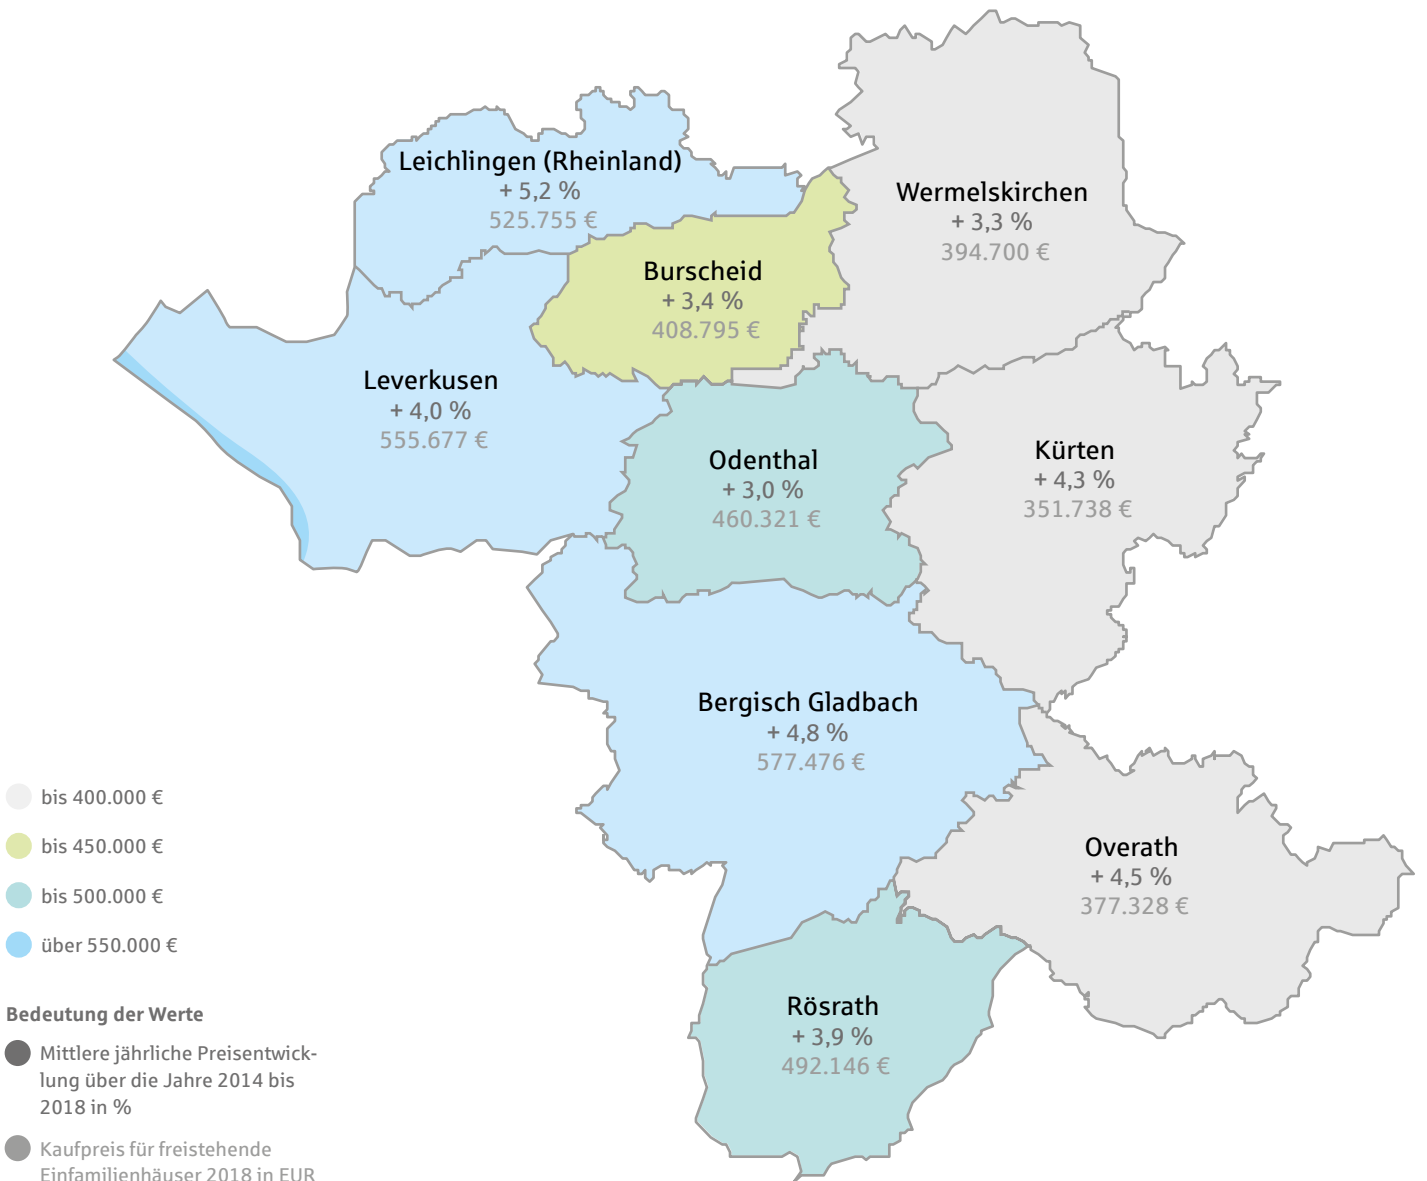 Leichlingen (Rheinland)
+ 5,2 %
525.755 €
Wermelskirchen
+ 3,3 %
394.700 €
Burscheid
+ 3,4 %
408.795 €
Leverkusen
+ 4,0 %
555.677 €
Odenthal
+ 3,0 %
460.321 €
Kürten
+ 4,3 %
351.738 €
Bergisch Gladbach
+ 4,8 %
577.476 €
Overath
+ 4,5 %
377.328 €
Rösrath
+ 3,9 %
492.146 €
bis 400.000 €
bis 450.000 €
bis 500.000 €
über 550.000 €
Bedeutung der Werte
Mittlere jährliche Preisentwick-
lung über die Jahre 2014 bis
2018 in %
Kaufpreis für freistehende
Einfamilienhäuser 2018 in EUR